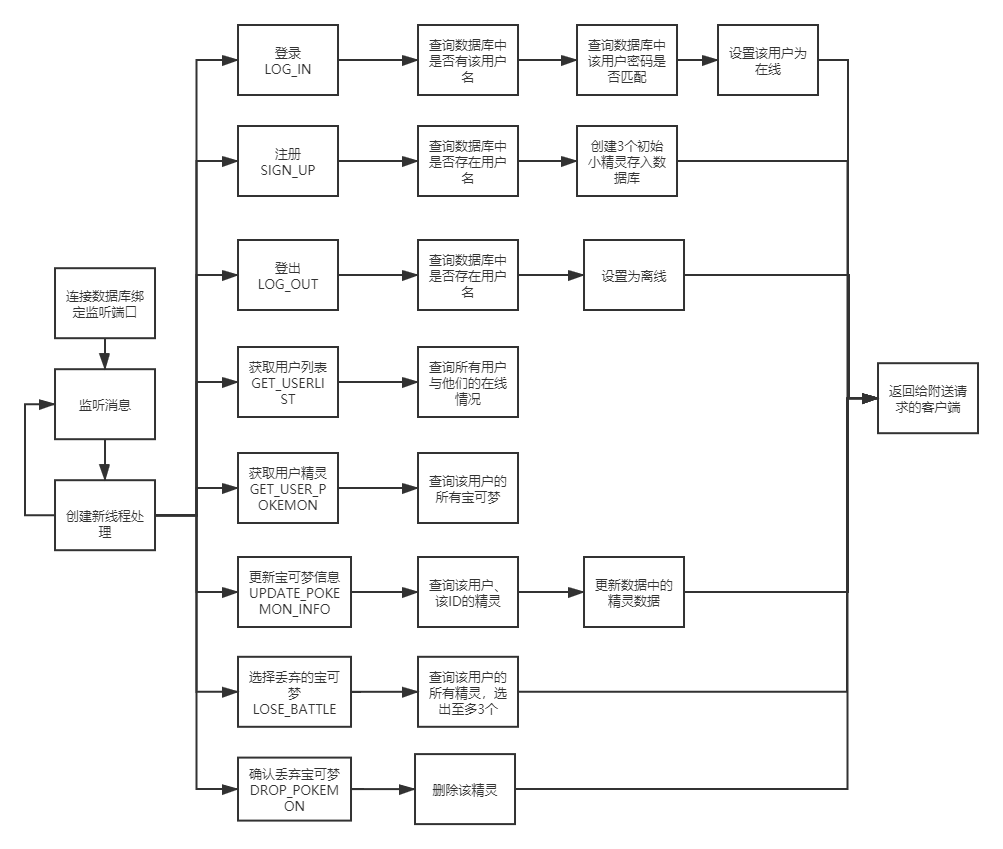 登录
LOG_IN
查询数据库中
是否有该用户
名
查询数据库中
该用户密码是
否匹配
设置该用户为
在线
注册
SIGN_UP
查询数据库中
是否存在用户
名
创建3个初始
小精灵存入数
据库
登出
LOG_OUT
查询数据库中
是否存在用户
名
设置为离线
连接数据库绑
定监听端口
监听消息
创建新线程处
理
获取用户列表
GET_USERLI
ST
查询所有用户
与他们的在线
情况
返回给附送请
求的客户端
获取用户精灵
GET_USER_P
OKEMON
查询该用户的
所有宝可梦
更新宝可梦信息
UPDATE_POKE
MON_INFO
查询该用户、
该ID的精灵
更新数据中的
精灵数据
选择丢弃的宝可
梦
LOSE_BATTLE
查询该用户的
所有精灵，选
出至多3个
确认丢弃宝可梦
DROP_POKEM
ON
删除该精灵